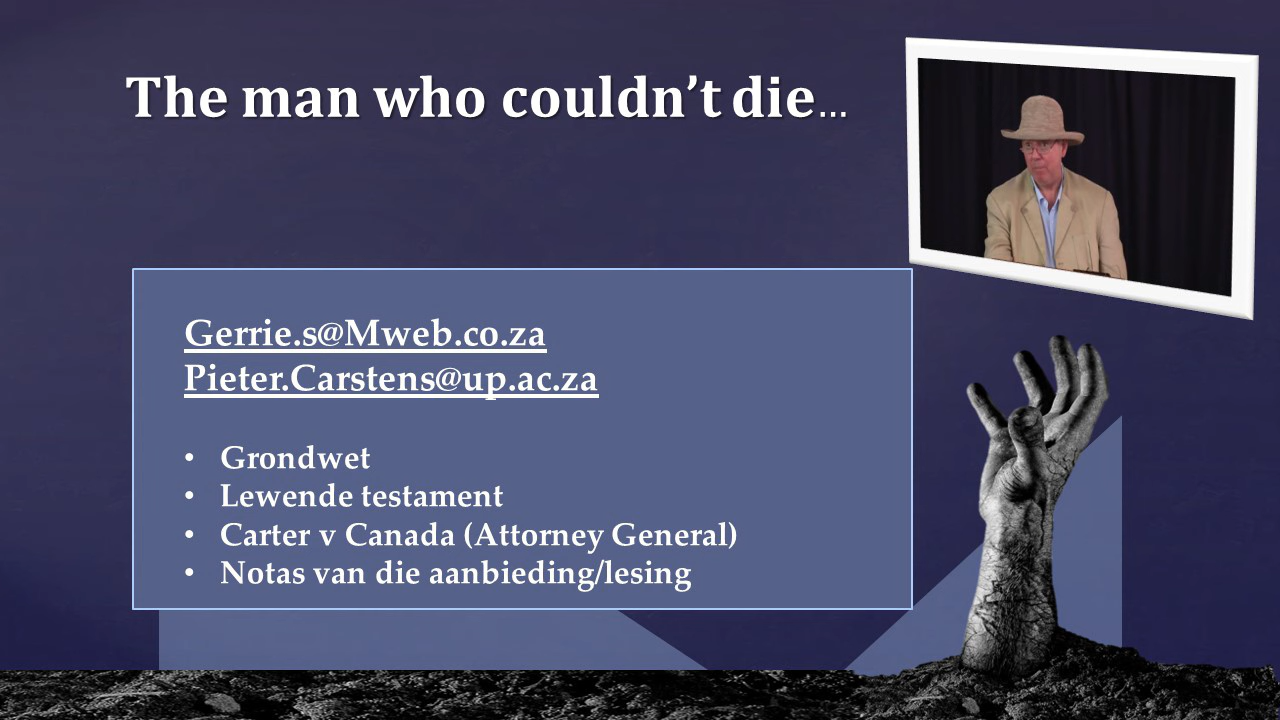 The man who couldn’t die...
Gerrie.s@Mweb.co.za
Pieter.Carstens@up.ac.za
• Grondwet
• Lewende testament
• Carter v Canada (Attorney General)
• Notas van die aanbieding/lesing